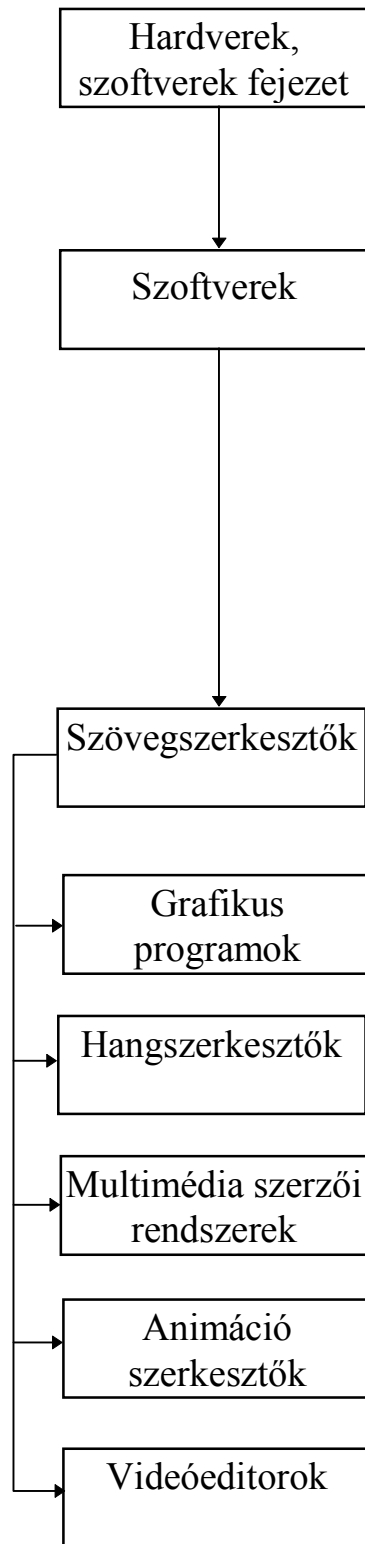 Hardverek,
szoftverek fejezet
Szoftverek
Szövegszerkesztők
Grafikus
programok
Hangszerkesztők
Multimédia szerzői
rendszerek
Animáció
szerkesztők
Videóeditorok